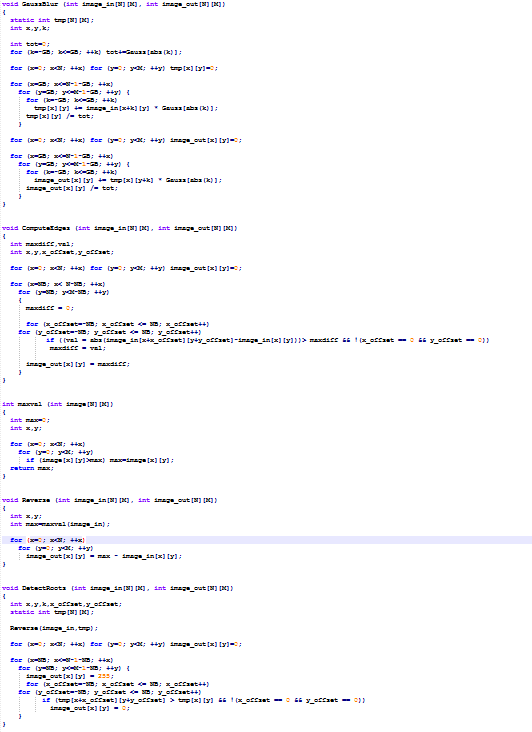 void GaussBlur (int image_in[N][M], int image_out[N][M])
{
static int tmp[N][M];
int x,y,k;
int tot=0;
for (k=-GB; k<=GB; ++k) tot+=Gauss[abs(k)];
for (x=0; x<N; ++x) for (y=0; y<M; ++y) tmp[x][y]=0;
for (x=GB; x<=N-1-GB; ++x)
for (y=GB; y<=M-1-GB; ++y) {
for (k=-GB; k<=GB; ++k)
tmp[x][y] += image_in[x+k][y] * Gauss[abs(k)];
tmp[x][y] /= tot;
}
for (x=0; x<N; ++x) for (y=0; y<M; ++y) image_out[x][y]=0;
for (x=GB; x<=N-1-GB; ++x)
for (y=GB; y<=M-1-GB; ++y) {
for (k=-GB; k<=GB; ++k)
image_out[x][y] += tmp[x][y+k] * Gauss[abs(k)];
image_out[x][y] /= tot;
}
}
void ComputeEdges (int image_in[N][M], int image_out[N][M])
{
int maxdiff,val;
int x,y,x_offset,y_offset;
for (x=0; x<N; ++x) for (y=0; y<M; ++y) image_out[x][y]=0;
for (x=NB; x< N-NB; ++x)
for (y=NB; y<M-NB; ++y)
{
maxdiff = 0;
for (x_offset=-NB; x_offset <= NB; x_offset++)
for (y_offset=-NB; y_offset <= NB; y_offset++)
if ((val = abs(image_in[x+x_offset][y+y_offset]-image_in[x][y]))> maxdiff && !(x_offset == 0 && y_offset == 0))
maxdiff = val;
image_out[x][y] = maxdiff;
}
}
int maxval (int image[N][M])
{
int max=0;
int x,y;
for (x=0; x<N; ++x)
for (y=0; y<M; ++y)
if (image[x][y]>max) max=image[x][y];
return max;
}
void Reverse (int image_in[N][M], int image_out[N][M])
{
int x,y;
int max=maxval(image_in);
for (x=0; x<N; ++x)
for (y=0; y<M; ++y)
image_out[x][y] = max - image_in[x][y];
}
void DetectRoots (int image_in[N][M], int image_out[N][M])
{
int x,y,k,x_offset,y_offset;
static int tmp[N][M];
Reverse(image_in,tmp);
for (x=0; x<N; ++x) for (y=0; y<M; ++y) image_out[x][y]=0;
for (x=NB; x<=N-1-NB; ++x)
for (y=NB; y<=M-1-NB; ++y) {
image_out[x][y] = 255;
for (x_offset=-NB; x_offset <= NB; x_offset++)
for (y_offset=-NB; y_offset <= NB; y_offset++)
if (tmp[x+x_offset][y+y_offset] > tmp[x][y] && !(x_offset == 0 && y_offset == 0))
image_out[x][y] = 0;
}
}